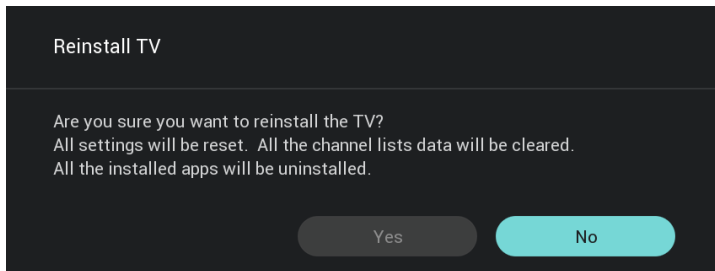 Reinstall TV
Are you sure you want to reinstall the TV?
All settings will be reset.  All the channel lists data will be cleared.
All the installed apps will be uninstalled.
Yes
No